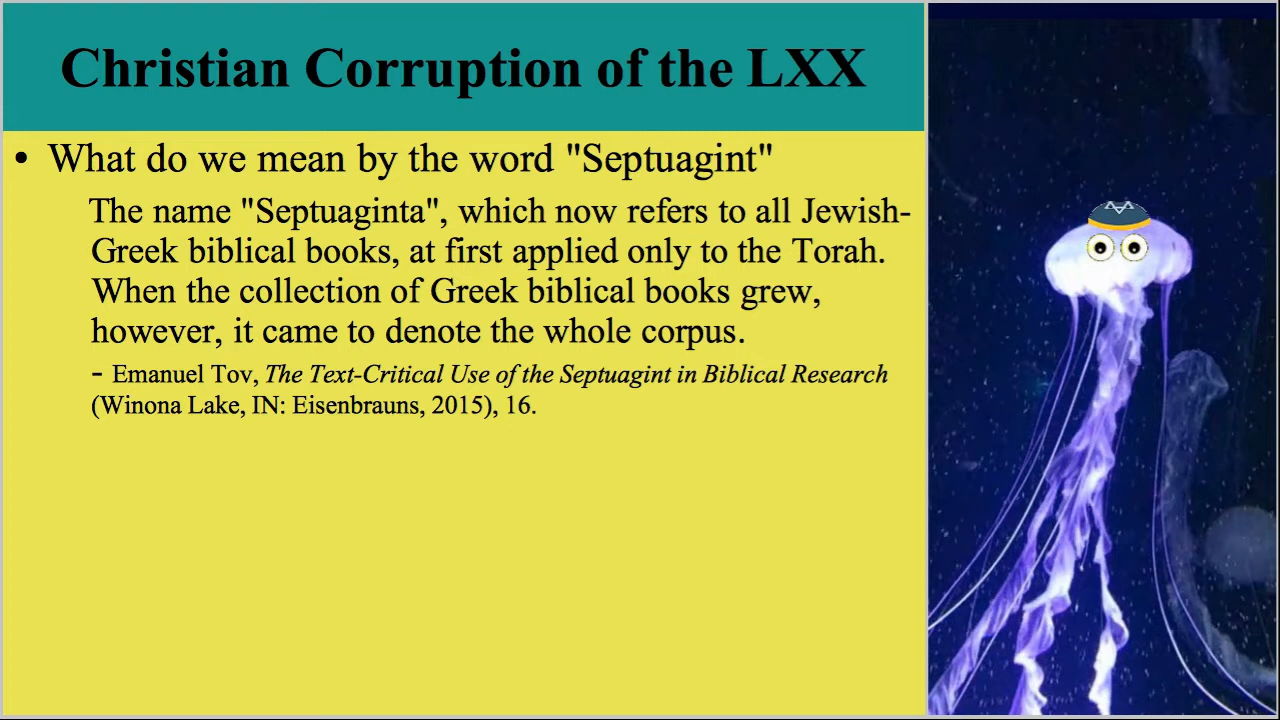 Christian Corruption of the LXX
• What do we mean by the word "Septuagint"
The name "Septuaginta", which now refers to all Jewish-
Greek biblical books, at first applied only to the Torah.
When the collection of Greek biblical books grew,
however, it came to denote the whole corpus.
- Emanuel Tov, The Text-Critical Use of the Septuagint in Biblical Research
(Winona Lake, IN: Eisenbrauns, 2015), 16.